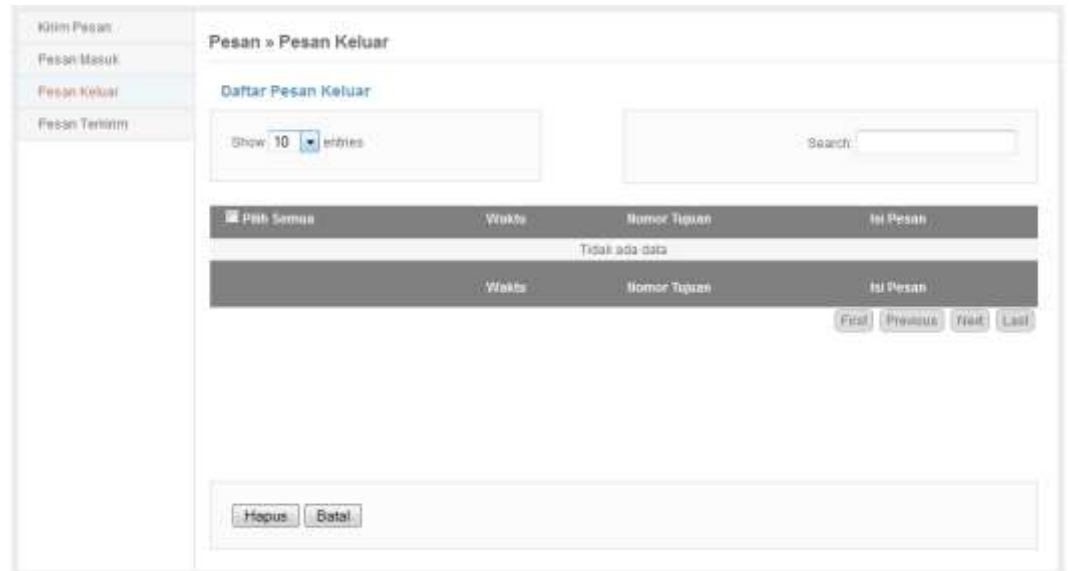 Kirim Pesan
Pesan Masuk
Pesan Keluar
Pesan Terkirim
Pesan » Pesan Keluar
Daftar Pesan Keluar
Show 10 entries
Search:
Pilih Semua Waktu Nomor Tujuan Isi Pesan
Tidak ada data
Waktu Nomor Tujuan Isi Pesan
First Previous Next Last
Hapus Batal